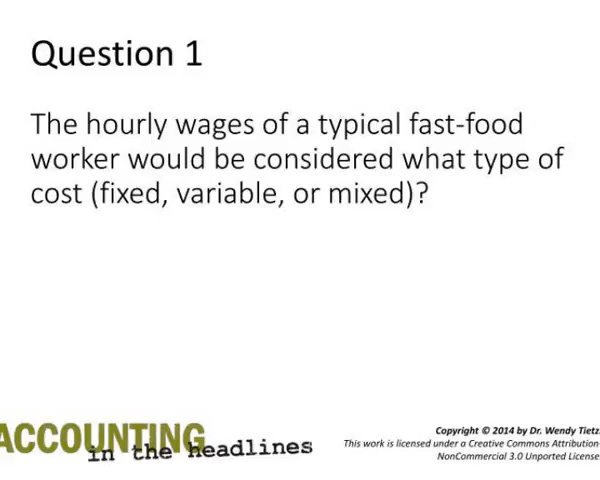 Question 1
The hourly wages of a typical fast-food
worker would be considered what type of
cost (fixed, variable, or mixed)?
ACCOUNTING
in the headlines
Copyright © 2014 by Dr. Wendy Tietz
This work is licensed under a Creative Commons Attribution-
NonCommercial 3.0 Unported License